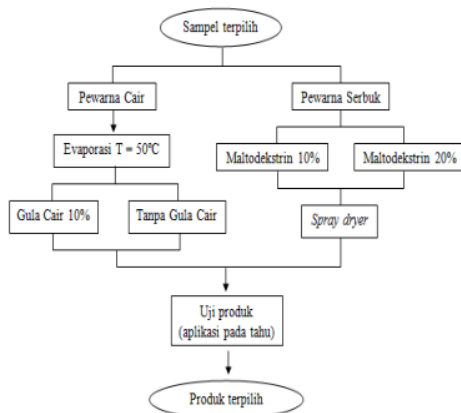 Sampel terpilih
Pewarna Cair
Pewarna Serbuk
Evaporasi T = 50ºC
Maltodekstrin 10%
Maltodekstrin 20%
Gula Cair 10%
Tanpa Gula Cair
Spray dryer
Uji produk
(aplikasi pada tahu)
Produk terpilih